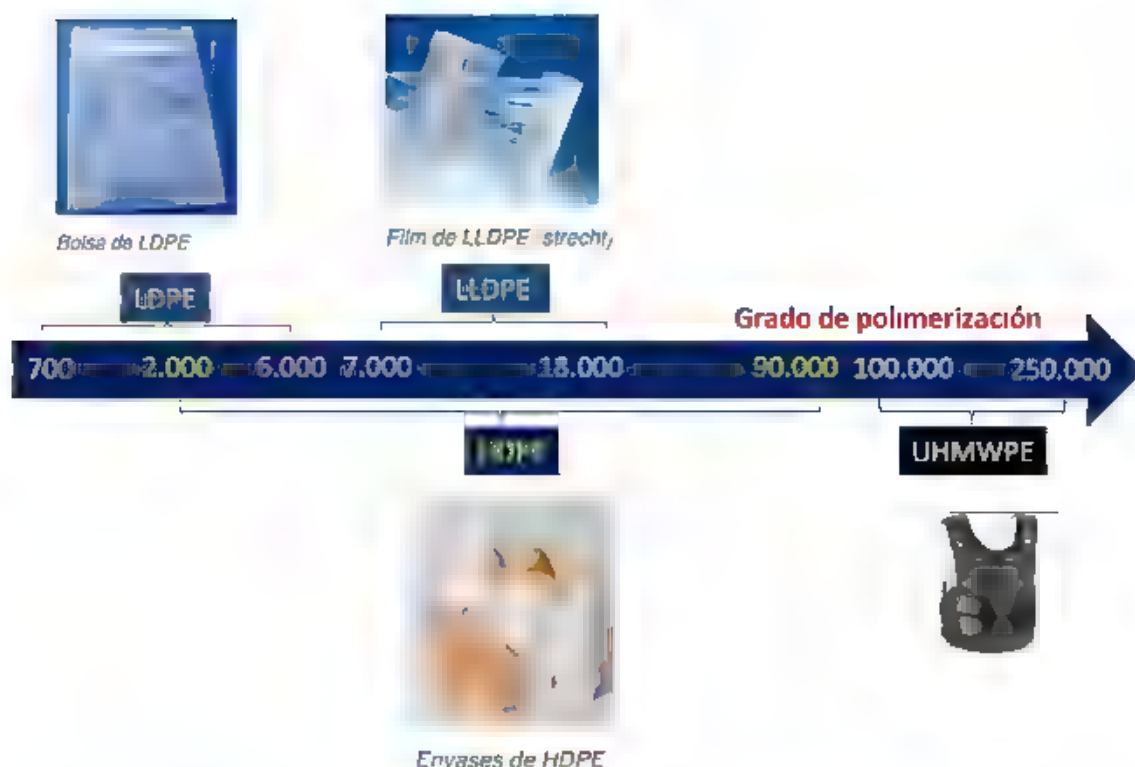 Bolsa de LDPE
Film de LLDPE strecht)
LDPE
LLDPE
Grado de polimerización
700 2.000 6.000 7.000 18.000 90.000 100.000 250.000
UHMWPE
Envases de HDPE